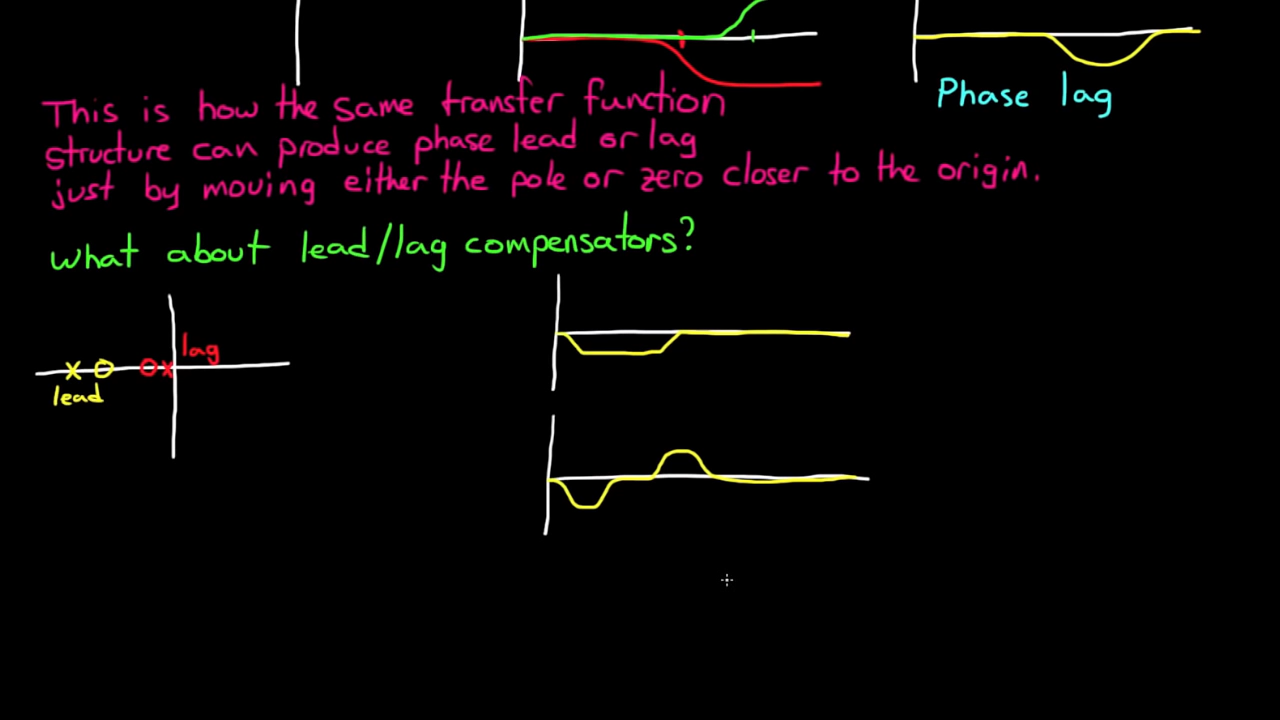 Phase lag
This is how the same transfer function
structure can produce phase lead or lag
just by moving either the pole or zero closer to the origin.
what about lead/lag compensators?
lag
lead